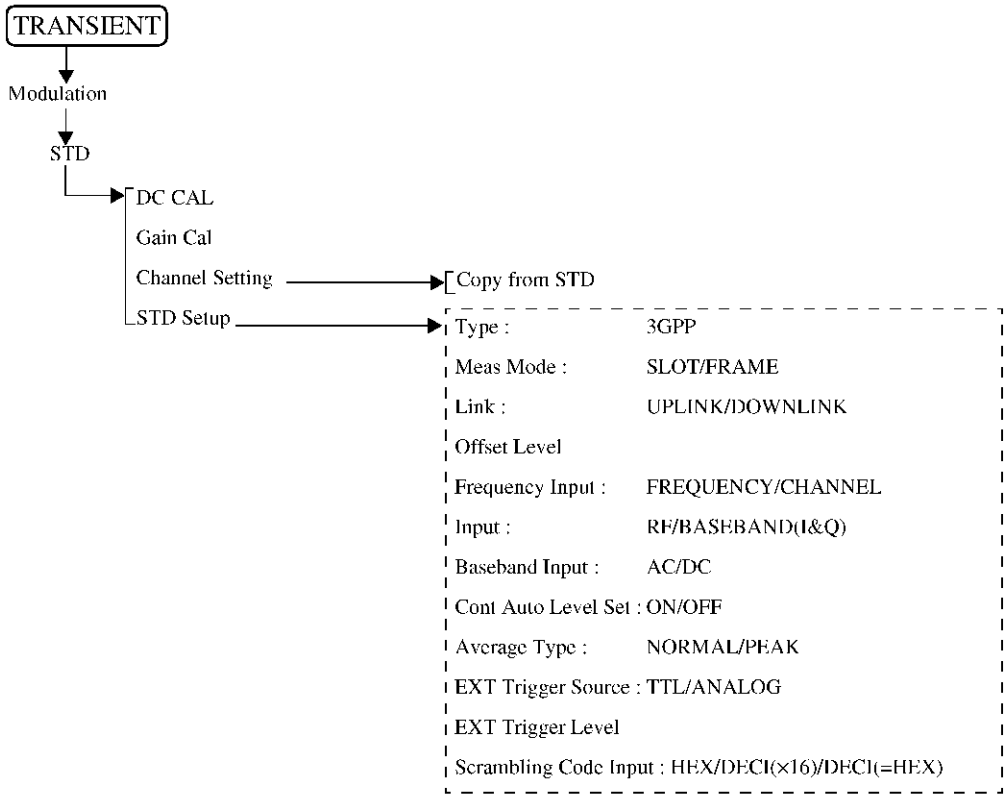 TRANSIENT
Modulation
STD
DC CAL
Gain Cal
Channel Setting
Copy from STD
STD Setup
Type : 3GPP
Meas Mode : SLOT/FRAME
Link : UPLINK/DOWNLINK
Offset Level
Frequency Input : FREQUENCY/CHANNEL
Input : RF/BASEBAND(I&Q)
Baseband Input : AC/DC
Cont Auto Level Set : ON/OFF
Average Type : NORMAL/PEAK
EXT Trigger Source : TTL/ANALOG
EXT Trigger Level
Scrambling Code Input : HEX/DECI(×16)/DECI(=HEX)